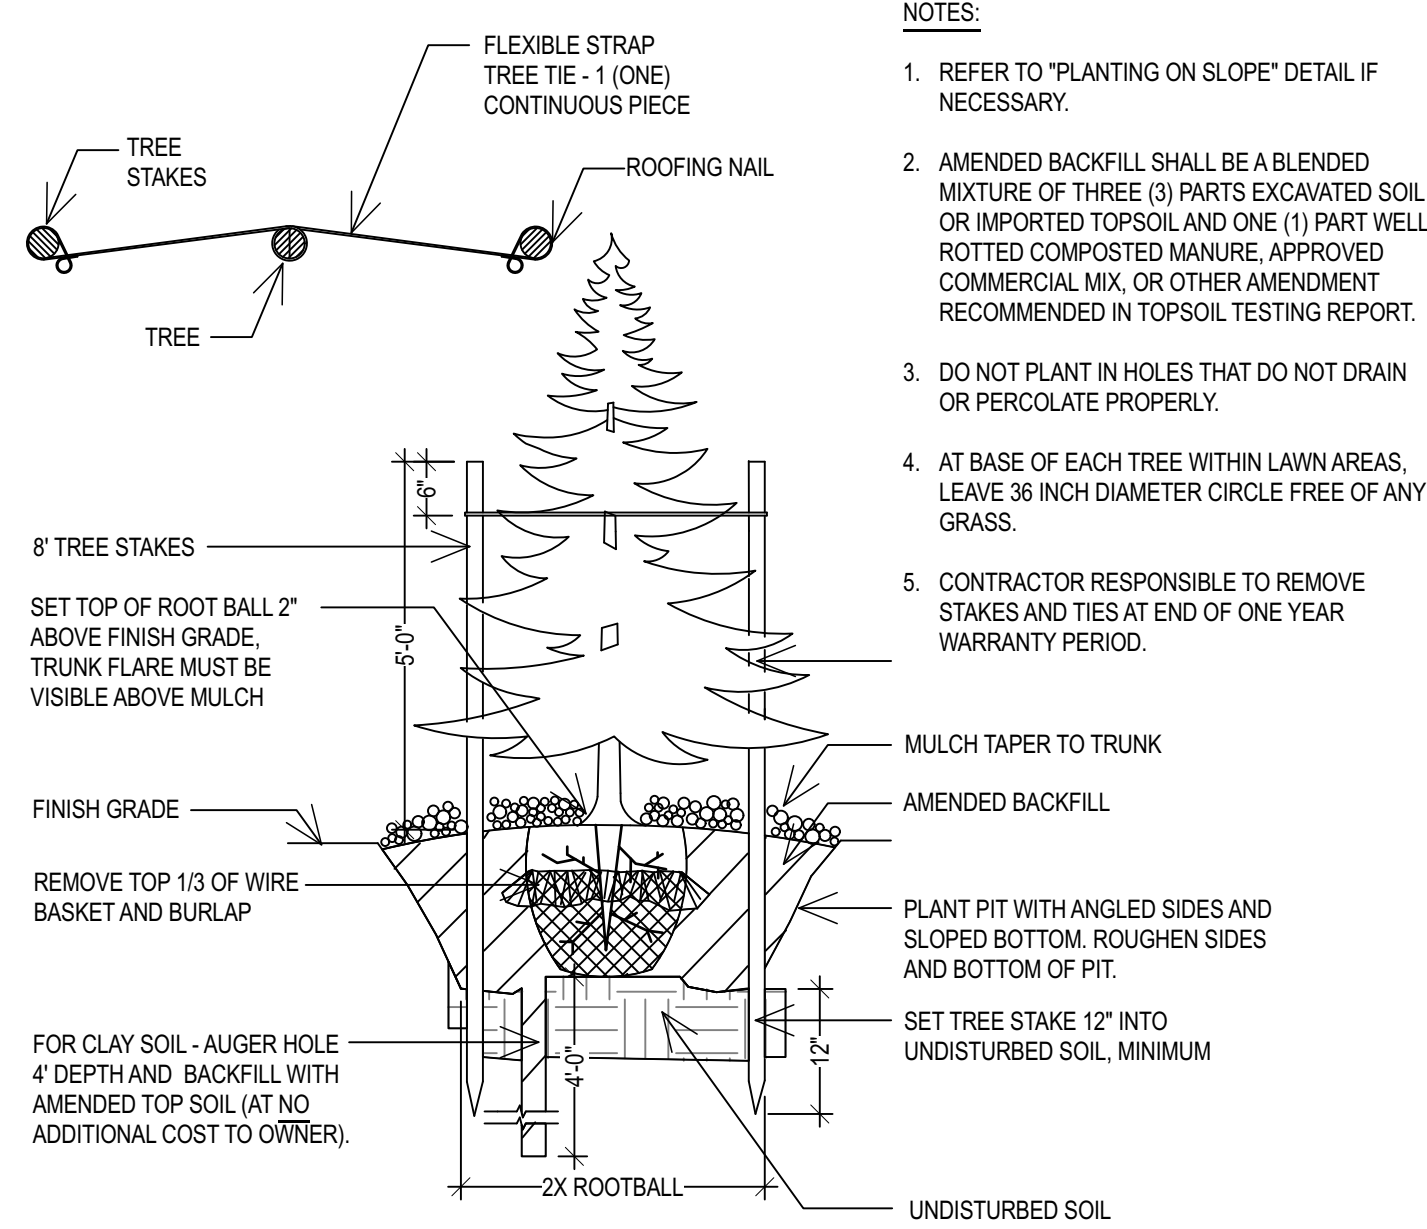 FLEXIBLE STRAP
TREE TIE - 1 (ONE)
CONTINUOUS PIECE
TREE
STAKES
ROOFING NAIL
TREE
6"
8' TREE STAKES
SET TOP OF ROOT BALL 2"
ABOVE FINISH GRADE,
TRUNK FLARE MUST BE
VISIBLE ABOVE MULCH
5'-0"
FINISH GRADE
REMOVE TOP 1/3 OF WIRE
BASKET AND BURLAP
FOR CLAY SOIL - AUGER HOLE
4' DEPTH AND BACKFILL WITH
AMENDED TOP SOIL (AT NO
ADDITIONAL COST TO OWNER).
4'-0"
12"
2X ROOTBALL
NOTES:
1. REFER TO "PLANTING ON SLOPE" DETAIL IF
NECESSARY.
2. AMENDED BACKFILL SHALL BE A BLENDED
MIXTURE OF THREE (3) PARTS EXCAVATED SOIL
OR IMPORTED TOPSOIL AND ONE (1) PART WELL
ROTTED COMPOSTED MANURE, APPROVED
COMMERCIAL MIX, OR OTHER AMENDMENT
RECOMMENDED IN TOPSOIL TESTING REPORT.
3. DO NOT PLANT IN HOLES THAT DO NOT DRAIN
OR PERCOLATE PROPERLY.
4. AT BASE OF EACH TREE WITHIN LAWN AREAS,
LEAVE 36 INCH DIAMETER CIRCLE FREE OF ANY
GRASS.
5. CONTRACTOR RESPONSIBLE TO REMOVE
STAKES AND TIES AT END OF ONE YEAR
WARRANTY PERIOD.
MULCH TAPER TO TRUNK
AMENDED BACKFILL
PLANT PIT WITH ANGLED SIDES AND
SLOPED BOTTOM. ROUGHEN SIDES
AND BOTTOM OF PIT.
SET TREE STAKE 12" INTO
UNDISTURBED SOIL, MINIMUM
UNDISTURBED SOIL